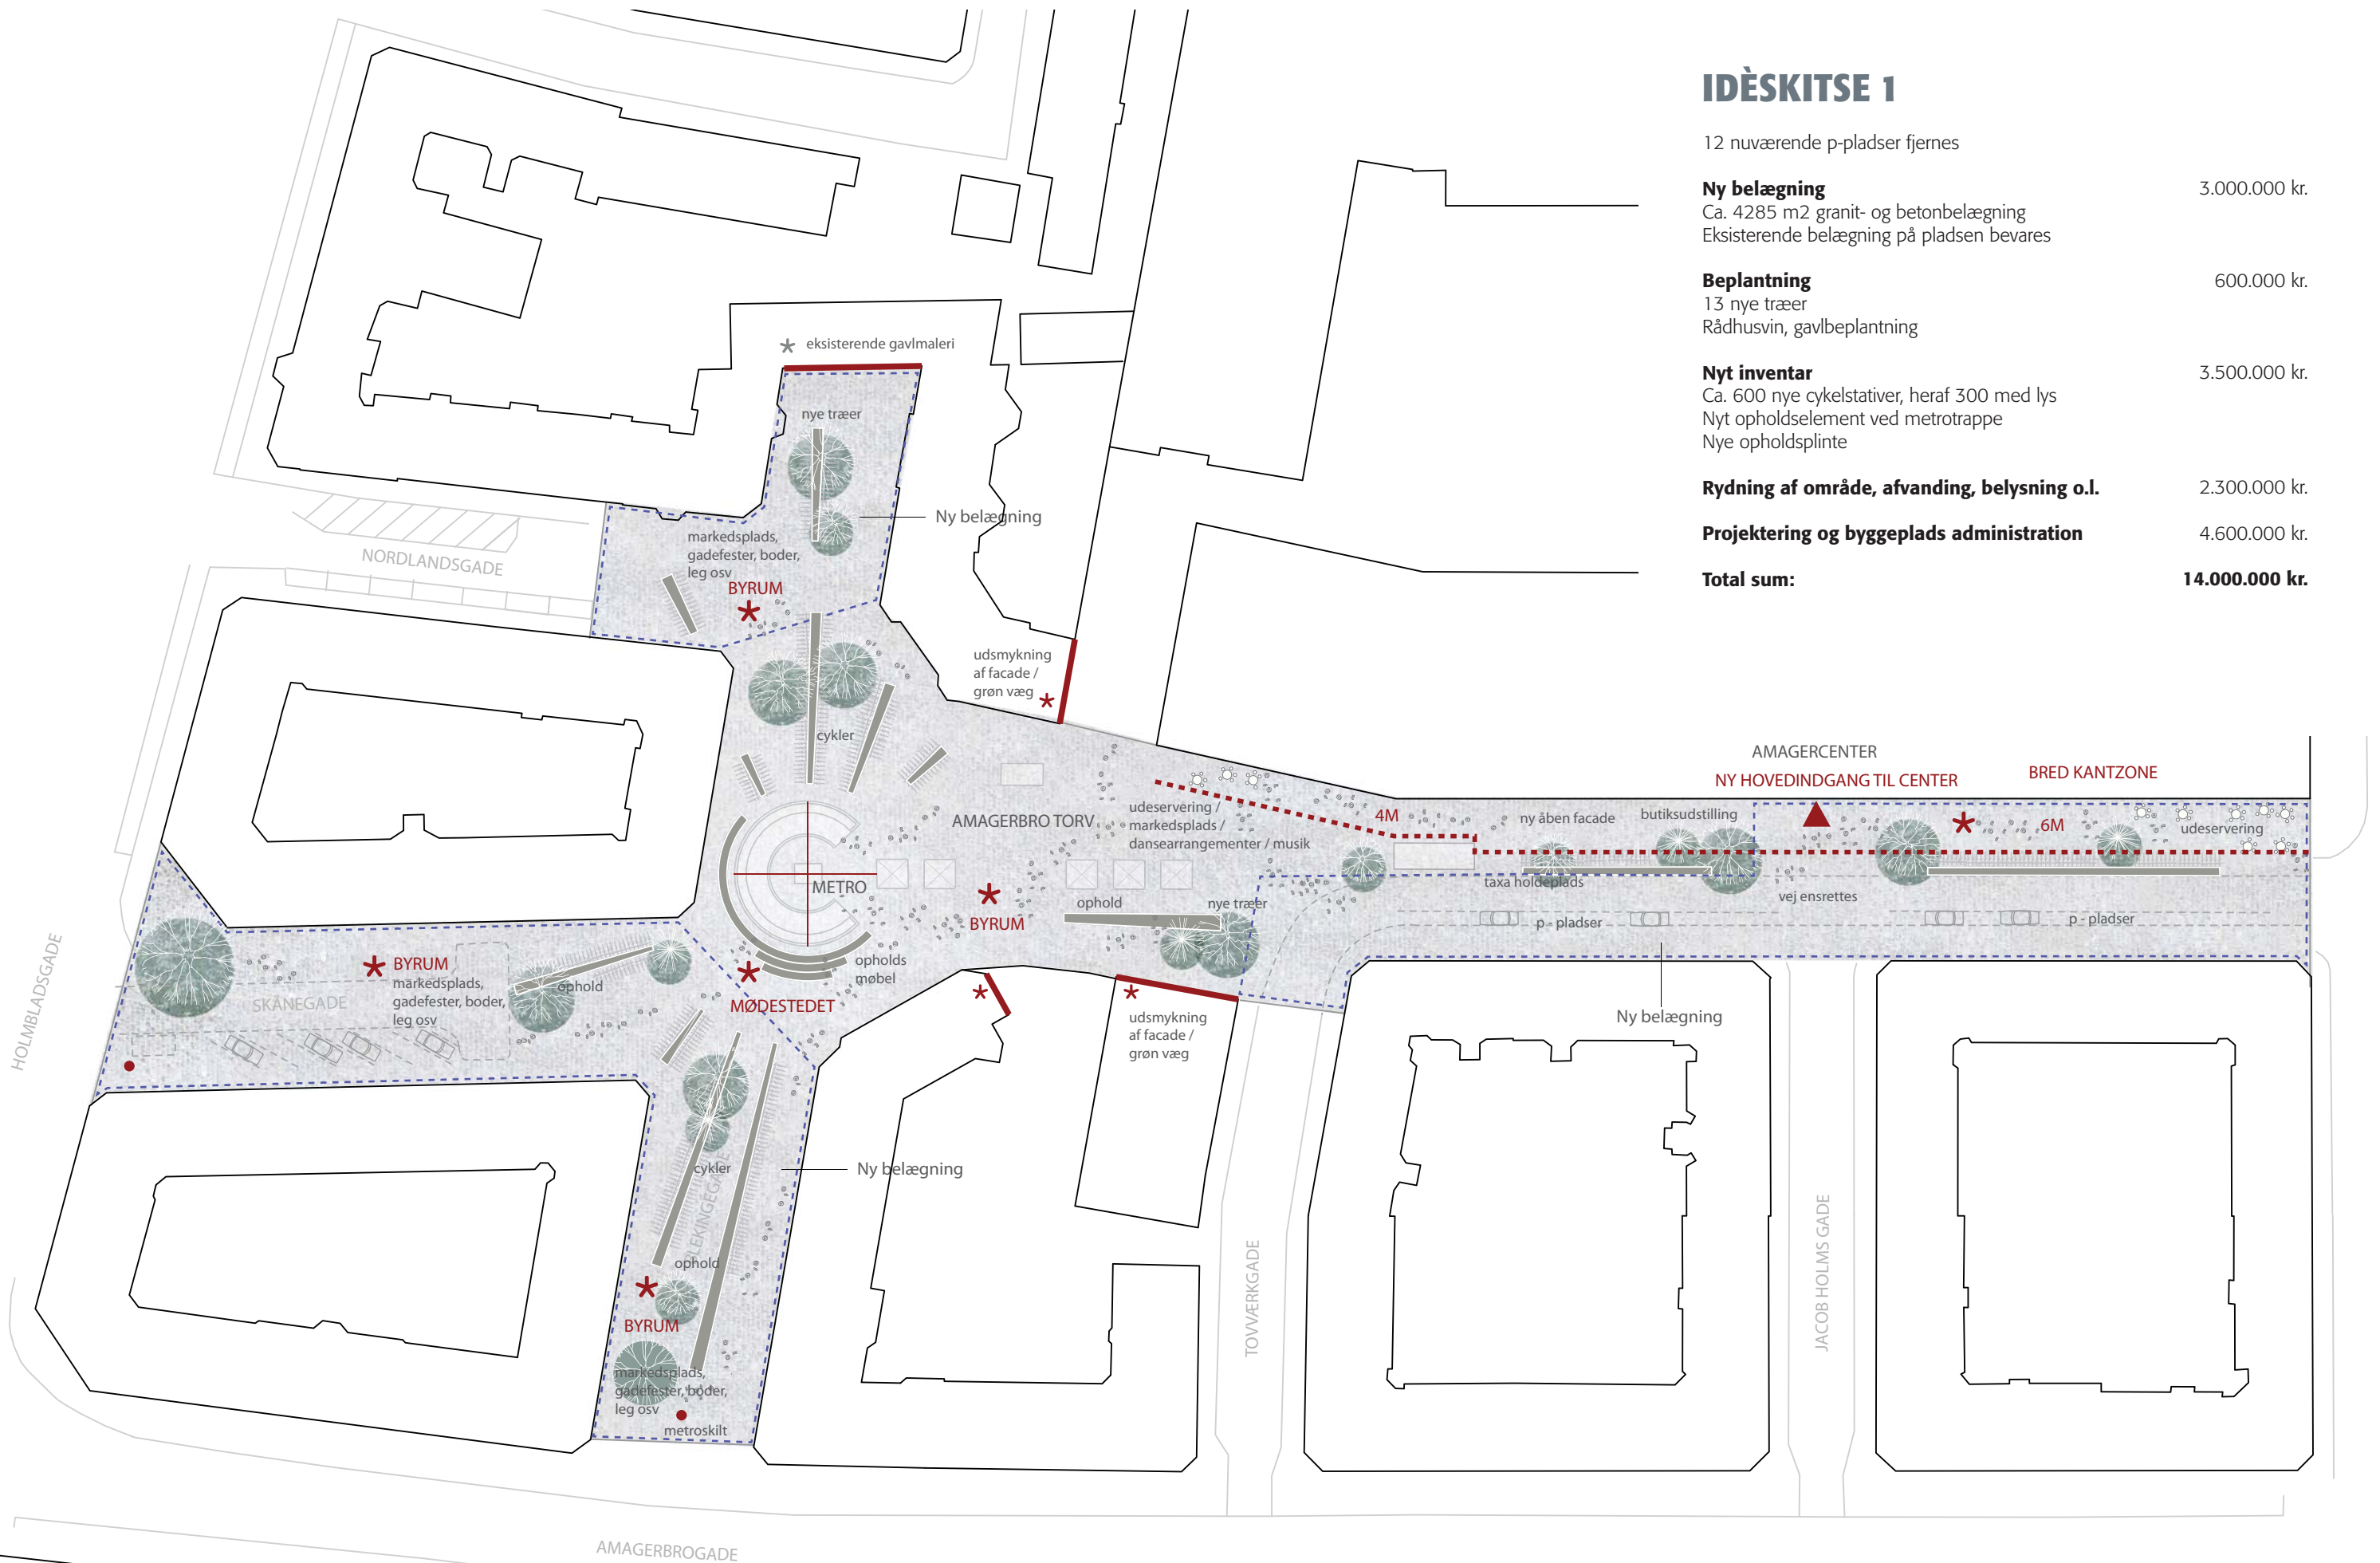 IDÈSKITSE 1
12 nuværende p-pladser fjernes
Ny belægning 3.000.000 kr.
Ca. 4285 m2 granit- og betonbelægning
Eksisterende belægning på pladsen bevares
Beplantning 600.000 kr.
13 nye træer
Rådhusvin, gavlbeplantning
Nyt inventar 3.500.000 kr.
Ca. 600 nye cykelstativer, heraf 300 med lys
Nyt opholdselement ved metrotrappe
Nye opholdsplinte
Rydning af område, afvanding, belysning o.l. 2.300.000 kr.
Projektering og byggeplads administration 4.600.000 kr.
Total sum: 14.000.000 kr.
eksisterende gavlmaleri
nye træer
Ny belægning
NORDLANDSGADE
markedsplads,
gadefester, boder,
leg osv
BYRUM
udsmykning
af facade /
grøn væg
cykler
AMAGERCENTER
NY HOVEDINDGANG TIL CENTER
BRED KANTZONE
AMAGERBRO TORV
udeservering /
markedsplads /
dansearrangementer / musik
4M
ny åben facade
butiksudstilling
6M
udeservering
METRO
taxa holdeplads
vej ensrettes
ophold
nye træer
BYRUM
p - pladser
p - pladser
opholds
møbel
MØDESTEDET
BYRUM
markedsplads,
gadefester, boder,
leg osv
SKÅNEGADE
ophold
HOLMBLADSGADE
udsmykning
af facade /
grøn væg
Ny belægning
cykler
Ny belægning
BLEKINGEGADE
ophold
BYRUM
markedsplads,
gadefester, boder,
leg osv
metroskilt
TOVVÆRKGADE
JACOB HOLMS GADE
AMAGERBROGADE